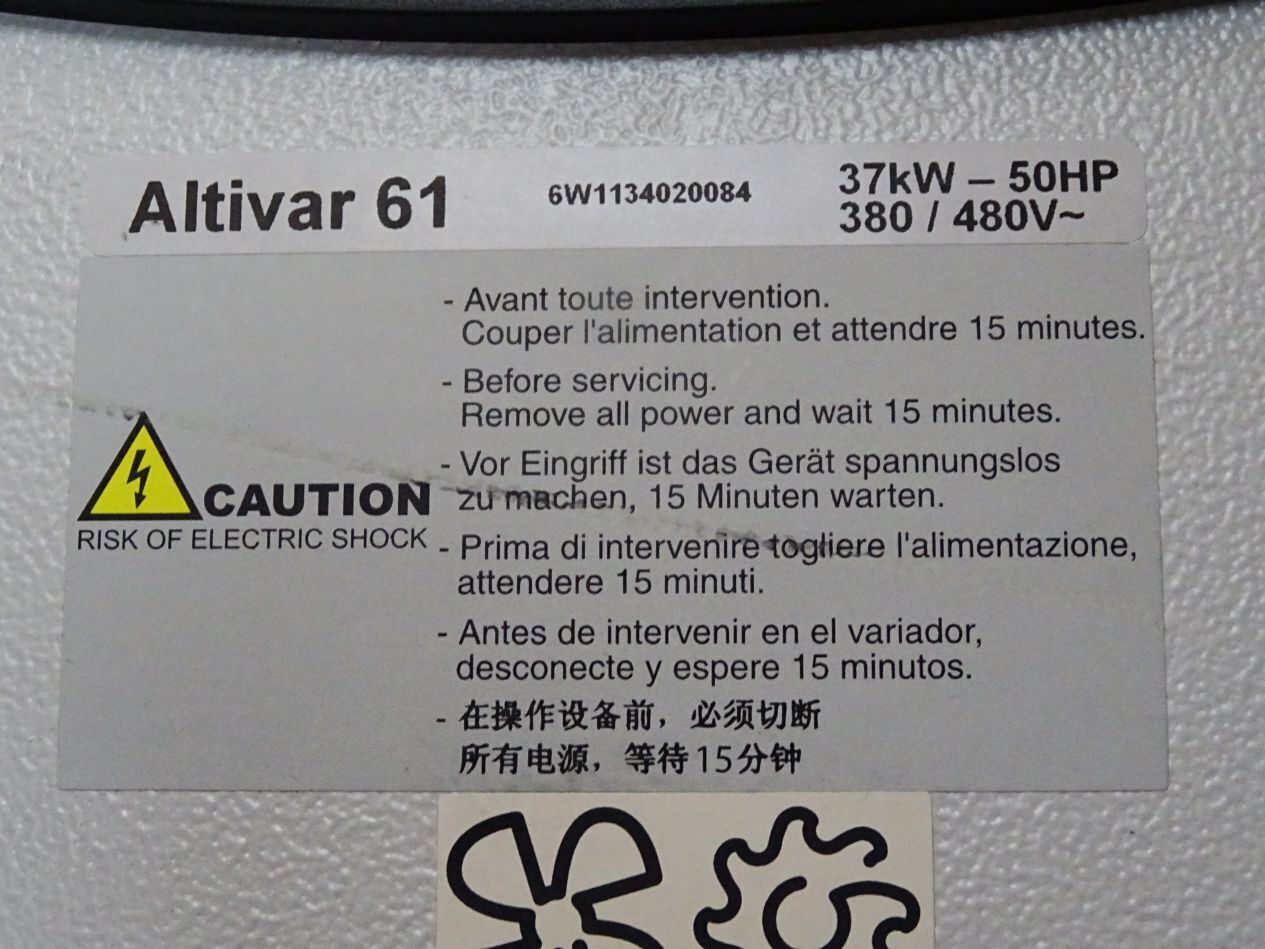 Altivar 61
6W1134020084
37kW – 50HP
380 / 480V~
- Avant toute intervention.
Couper l'alimentation et attendre 15 minutes.
- Before servicing.
Remove all power and wait 15 minutes.
CAUTION
RISK OF ELECTRIC SHOCK
- Vor Eingriff ist das Gerät spannungslos
zu machen, 15 Minuten warten.
- Prima di intervenire togliere l'alimentazione,
attendere 15 minuti.
- Antes de intervenir en el variador,
desconecte y espere 15 minutos.
- 在操作设备前，必须切断
所有电源，等待15分钟